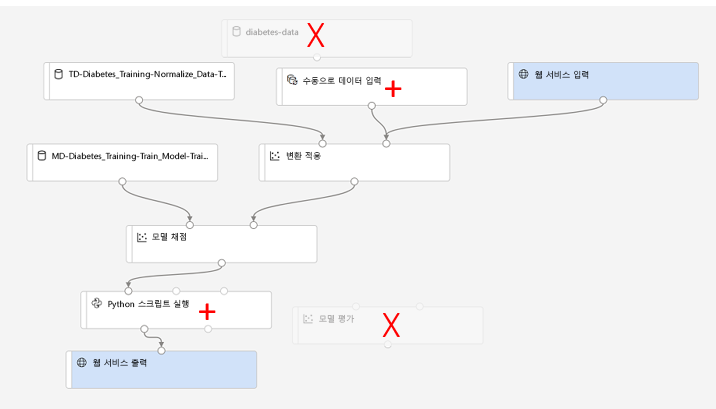 diabetes-data
TD-Diabetes_Training-Normalize_Data-T...
수동으로 데이터 입력
웹 서비스 입력
MD-Diabetes_Training-Train_Model-Trai...
변환 적용
모델 채점
Python 스크립트 실행
모델 평가
웹 서비스 출력